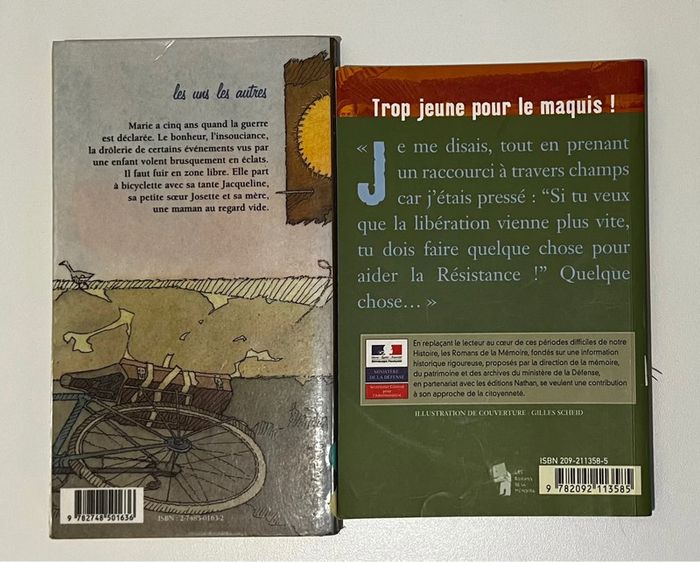 les uns les autres
Marie a cinq ans quand la guerre
est déclarée. Le bonheur, l'insouciance,
la drôlerie de certains événements vus par
une enfant volent brusquement en éclats.
Il faut fuir en zone libre. Elle part
à bicyclette avec sa tante Jacqueline,
sa petite sœur Josette et sa mère,
une maman au regard vide.
9 782748 501636
ISBN : 2-7485-0163-2
Trop jeune pour le maquis !
« Je me disais, tout en prenant
un raccourci à travers champs
car j'étais pressé : “Si tu veux
que la libération vienne plus vite,
tu dois faire quelque chose pour
aider la Résistance !” Quelque
chose… »
MINISTÈRE
DE LA DÉFENSE
Secrétariat Général
pour
l'Administration
En replaçant le lecteur au cœur de ces périodes difficiles de notre
Histoire, les Romans de la Mémoire, fondés sur une information
historique rigoureuse, proposés par la direction de la mémoire,
du patrimoine et des archives du ministère de la Défense,
en partenariat avec les éditions Nathan, se veulent une contribution
à son approche de la citoyenneté.
ILLUSTRATION DE COUVERTURE : GILLES SCHEID
LES
ROMANS
DE LA
MÉMOIRE
ISBN 209-211358-5
9 782092 113585